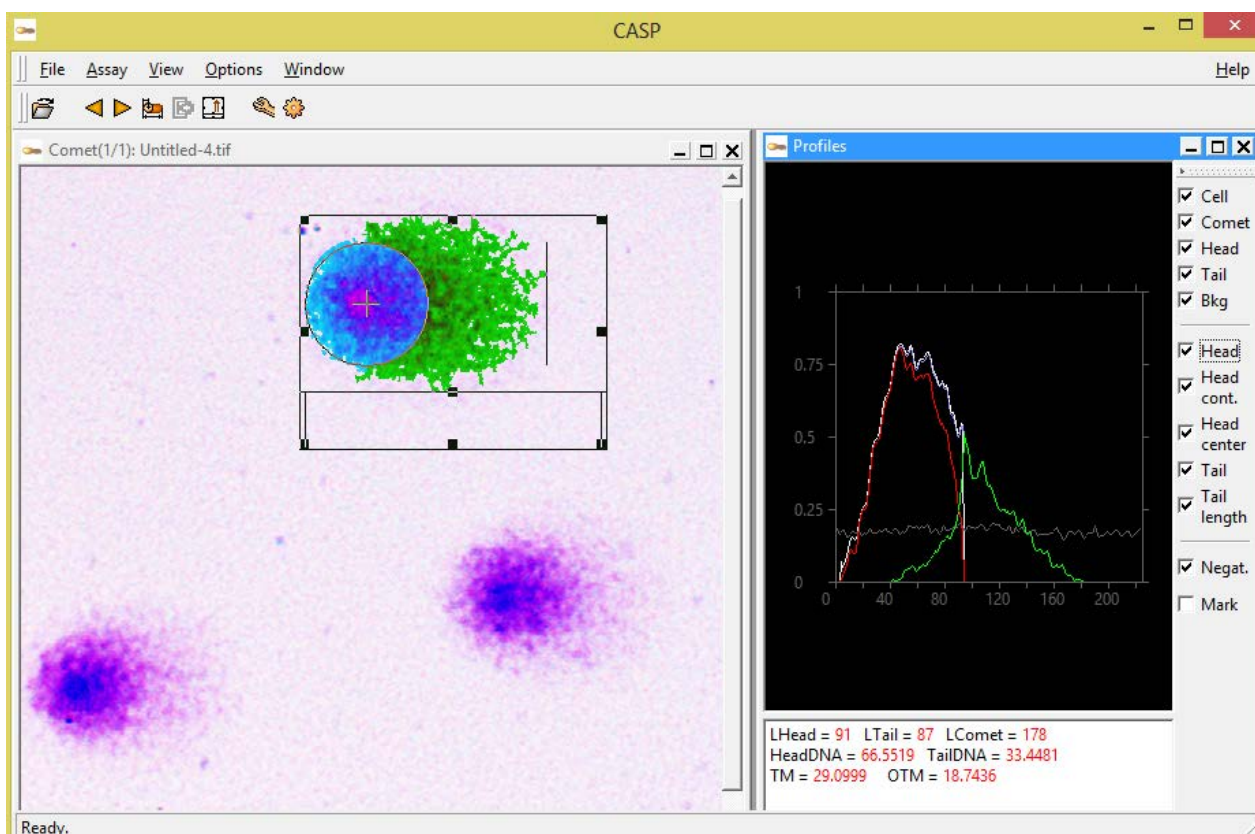 CASP
File Assay View Options Window Help
Comet(1/1): Untitled-4.tif
Profiles
Cell
Comet
Head
Tail
Bkg
Head
Head
cont.
Head
center
Tail
Tail
length
Negat.
Mark
1
0.75
0.5
0.25
0
0 40 80 120 160 200
LHead = 91 LTail = 87 LComet = 178
HeadDNA = 66.5519 TailDNA = 33.4481
TM = 29.0999 OTM = 18.7436
Ready.